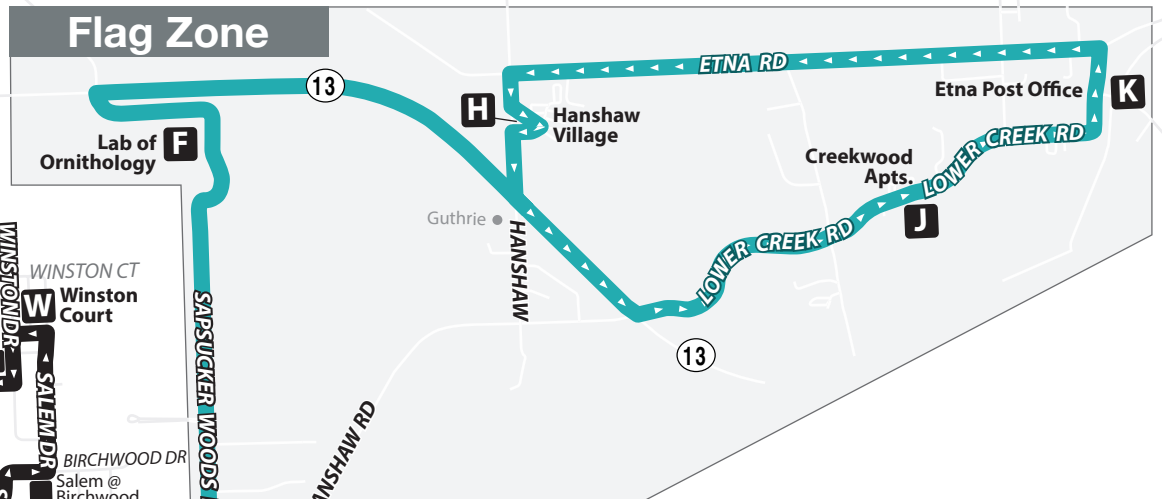 Flag Zone
13
ETNA RD
Etna Post Office
K
H
Hanshaw
Village
Lab of
Ornithology
F
Creekwood
Apts.
LOWER CREEK RD
J
Guthrie
HANSHAW
LOWER CREEK RD
13
WINSTON DR
WINSTON CT
W
Winston
Court
SAPSUCKER WOODS
SALEM DR
BIRCHWOOD DR
Salem @
Birchwood
ANSHAW RD